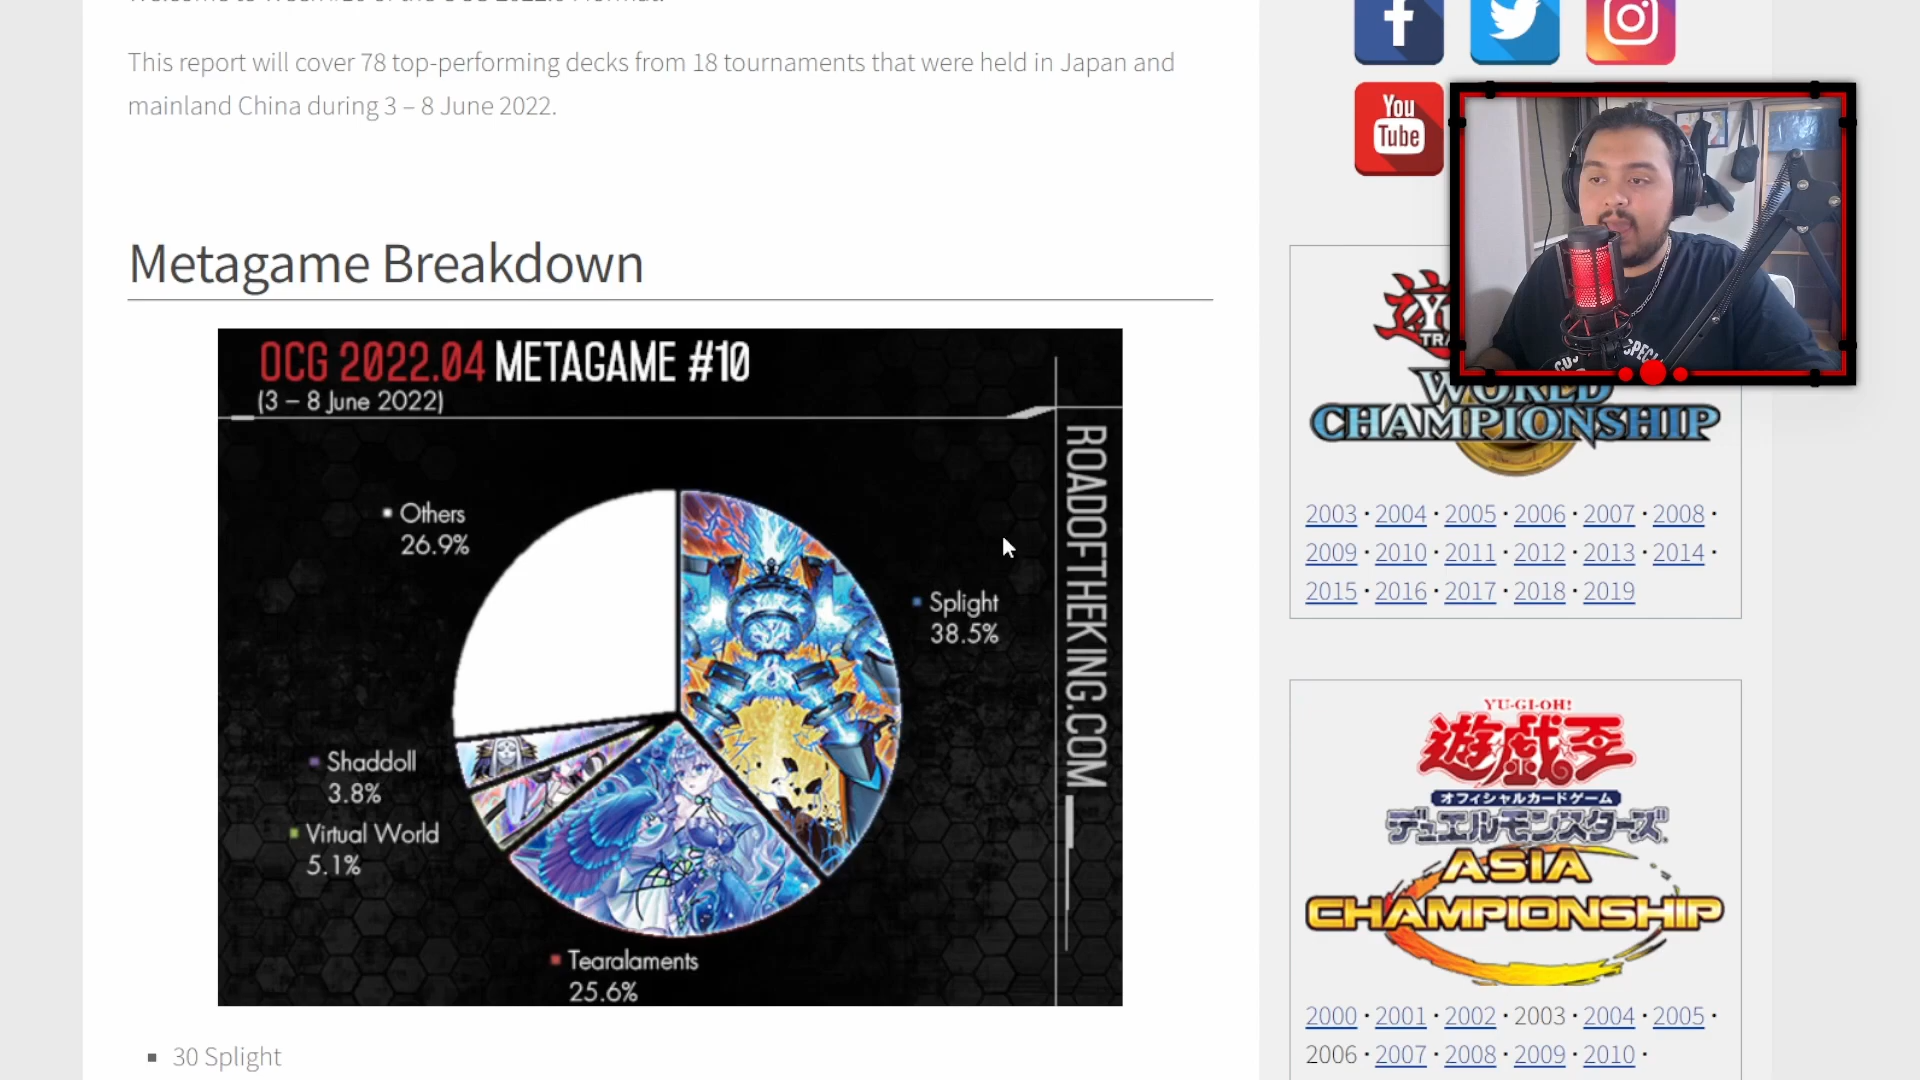 This report will cover 78 top-performing decks from 18 tournaments that were held in Japan and
mainland China during 3 – 8 June 2022.
Metagame Breakdown
OCG 2022.04 METAGAME #10
(3 – 8 June 2022)
ROADOFTHEKING.COM
Others
26.9%
Splight
38.5%
Shaddoll
3.8%
Virtual World
5.1%
Tearalaments
25.6%
30 Splight
You
Tube
WORLD
CHAMPIONSHIP
2003 · 2004 · 2005 · 2006 · 2007 · 2008 ·
2009 · 2010 · 2011 · 2012 · 2013 · 2014 ·
2015 · 2016 · 2017 · 2018 · 2019
YU-GI-OH!
遊戯王
オフィシャルカードゲーム
デュエルモンスターズ
ASIA
CHAMPIONSHIP
2000 · 2001 · 2002 · 2003 · 2004 · 2005 ·
2006 · 2007 · 2008 · 2009 · 2010 ·